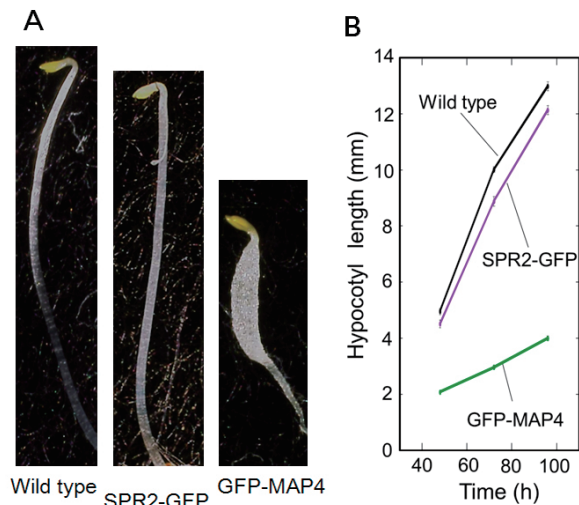 A
Wild type
SPR2-GFP
GFP-MAP4
B
Hypocotyl length (mm)
14
12
10
8
6
4
2
0
Wild type
SPR2-GFP
GFP-MAP4
40 60 80 100
Time (h)